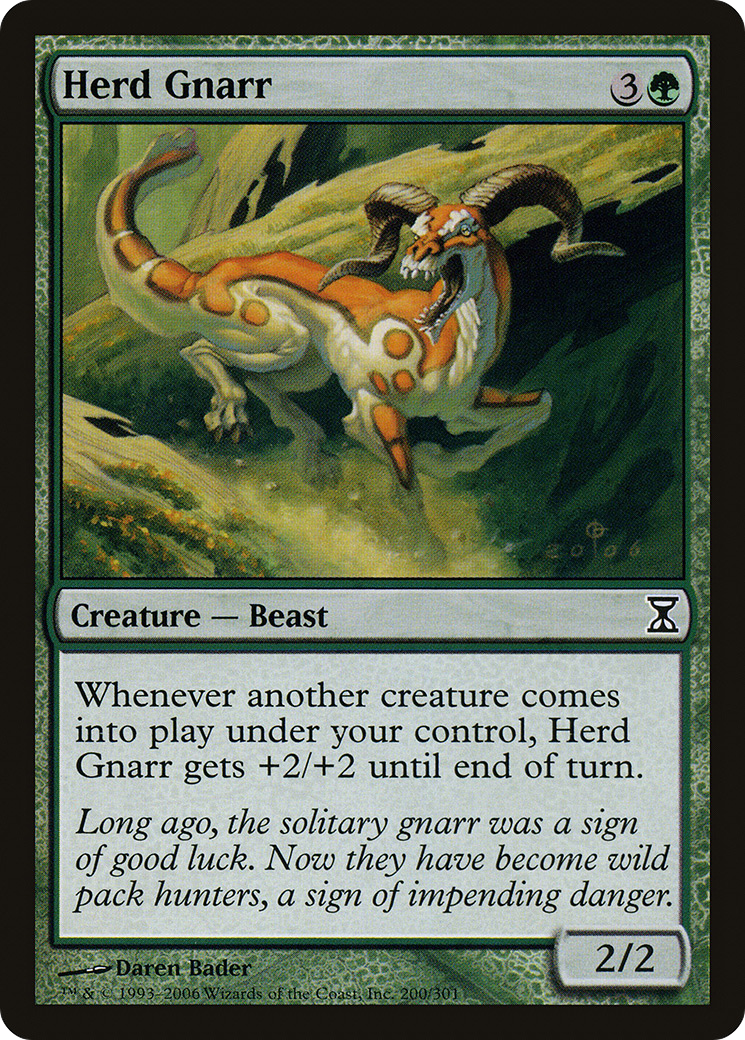 Herd Gnarr 3
2006
Creature — Beast
Whenever another creature comes
into play under your control, Herd
Gnarr gets +2/+2 until end of turn.
Long ago, the solitary gnarr was a sign
of good luck. Now they have become wild
pack hunters, a sign of impending danger.
2/2
Daren Bader
™ & © 1993–2006 Wizards of the Coast, Inc. 200/301